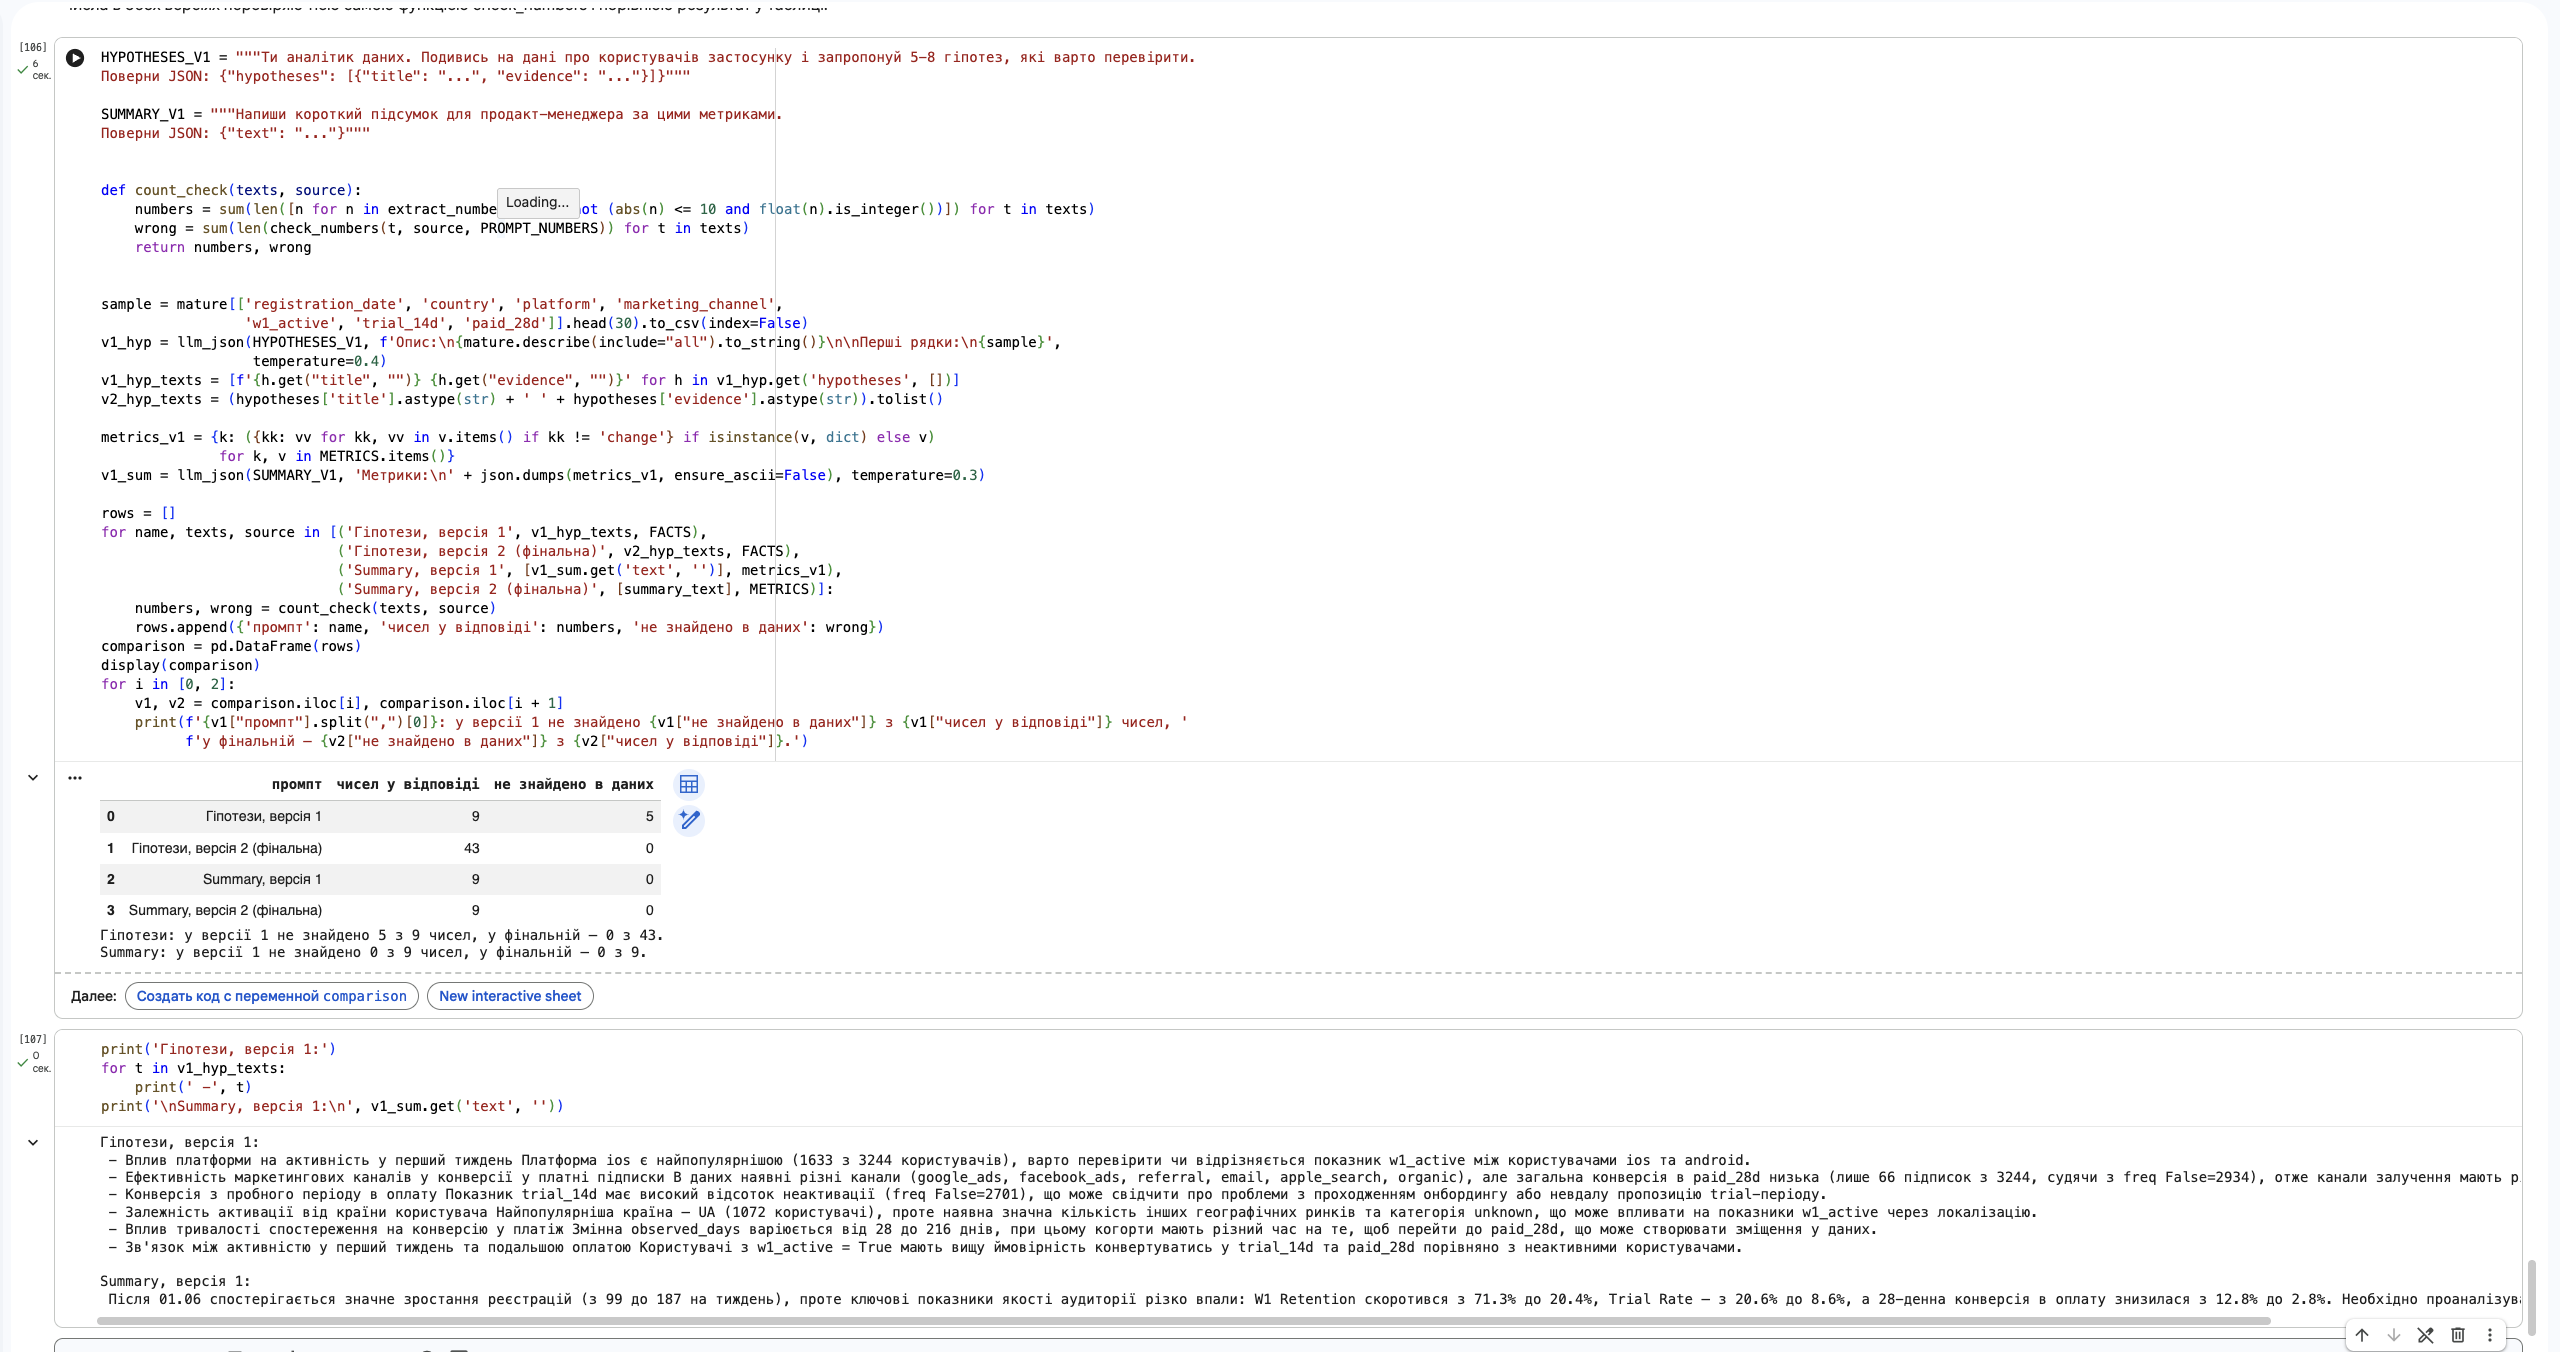 [106]
6
сек.
HYPOTHESES_V1 = """Ти аналітик даних. Подивись на дані про користувачів застосунку і запропонуй 5–8 гіпотез, які варто перевірити.
Поверни JSON: {"hypotheses": [{"title": "...", "evidence": "..."}]}"""
SUMMARY_V1 = """Напиши короткий підсумок для продакт-менеджера за цими метриками.
Поверни JSON: {"text": "..."}"""
def count_check(texts, source):
Loading...
numbers = sum(len([n for n in extract_numbe ot (abs(n) <= 10 and float(n).is_integer())]) for t in texts)
wrong = sum(len(check_numbers(t, source, PROMPT_NUMBERS)) for t in texts)
return numbers, wrong
sample = mature[['registration_date', 'country', 'platform', 'marketing_channel',
'w1_active', 'trial_14d', 'paid_28d']].head(30).to_csv(index=False)
v1_hyp = llm_json(HYPOTHESES_V1, f'Опис:\n{mature.describe(include="all").to_string()}\n\nПерші рядки:\n{sample}',
temperature=0.4)
v1_hyp_texts = [f'{h.get("title", "")} {h.get("evidence", "")}' for h in v1_hyp.get('hypotheses', [])]
v2_hyp_texts = (hypotheses['title'].astype(str) + ' ' + hypotheses['evidence'].astype(str)).tolist()
metrics_v1 = {k: ({kk: vv for kk, vv in v.items() if kk != 'change'} if isinstance(v, dict) else v)
for k, v in METRICS.items()}
v1_sum = llm_json(SUMMARY_V1, 'Метрики:\n' + json.dumps(metrics_v1, ensure_ascii=False), temperature=0.3)
rows = []
for name, texts, source in [('Гіпотези, версія 1', v1_hyp_texts, FACTS),
('Гіпотези, версія 2 (фінальна)', v2_hyp_texts, FACTS),
('Summary, версія 1', [v1_sum.get('text', '')], metrics_v1),
('Summary, версія 2 (фінальна)', [summary_text], METRICS)]:
numbers, wrong = count_check(texts, source)
rows.append({'промпт': name, 'чисел у відповіді': numbers, 'не знайдено в даних': wrong})
comparison = pd.DataFrame(rows)
display(comparison)
for i in [0, 2]:
v1, v2 = comparison.iloc[i], comparison.iloc[i + 1]
print(f'{v1["промпт"].split(",")[0]}: у версії 1 не знайдено {v1["не знайдено в даних"]} з {v1["чисел у відповіді"]} чисел, '
f'у фінальній — {v2["не знайдено в даних"]} з {v2["чисел у відповіді"]}.')
промпт чисел у відповіді не знайдено в даних
0 Гіпотези, версія 1 9 5
1 Гіпотези, версія 2 (фінальна) 43 0
2 Summary, версія 1 9 0
3 Summary, версія 2 (фінальна) 9 0
Гіпотези: у версії 1 не знайдено 5 з 9 чисел, у фінальній — 0 з 43.
Summary: у версії 1 не знайдено 0 з 9 чисел, у фінальній — 0 з 9.
Далее: Создать код с переменной comparison New interactive sheet
[107]
0
сек.
print('Гіпотези, версія 1:')
for t in v1_hyp_texts:
print(' –', t)
print('\nSummary, версія 1:\n', v1_sum.get('text', ''))
Гіпотези, версія 1:
– Вплив платформи на активність у перший тиждень Платформа ios є найпопулярнішою (1633 з 3244 користувачів), варто перевірити чи відрізняється показник w1_active між користувачами ios та android.
– Ефективність маркетингових каналів у конверсії у платні підписки В даних наявні різні канали (google_ads, facebook_ads, referral, email, apple_search, organic), але загальна конверсія в paid_28d низька (лише 66 підписок з 3244, судячи з freq False=2934), отже канали залучення мають
– Конверсія з пробного періоду в оплату Показник trial_14d має високий відсоток неактивації (freq False=2701), що може свідчити про проблеми з проходженням онбордингу або невдалу пропозицію trial-періоду.
– Залежність активації від країни користувача Найпопулярніша країна — UA (1072 користувачі), проте наявна значна кількість інших географічних ринків та категорія unknown, що може впливати на показники w1_active через локалізацію.
– Вплив тривалості спостереження на конверсію у платіж Змінна observed_days варіюється від 28 до 216 днів, при цьому когорти мають різний час на те, щоб перейти до paid_28d, що може створювати зміщення у даних.
– Зв'язок між активністю у перший тиждень та подальшою оплатою Користувачі з w1_active = True мають вищу ймовірність конвертуватись у trial_14d та paid_28d порівняно з неактивними користувачами.
Summary, версія 1:
Після 01.06 спостерігається значне зростання реєстрацій (з 99 до 187 на тиждень), проте ключові показники якості аудиторії різко впали: W1 Retention скоротився з 71.3% до 20.4%, Trial Rate — з 20.6% до 8.6%, а 28-денна конверсія в оплату знизилася з 12.8% до 2.8%. Необхідно